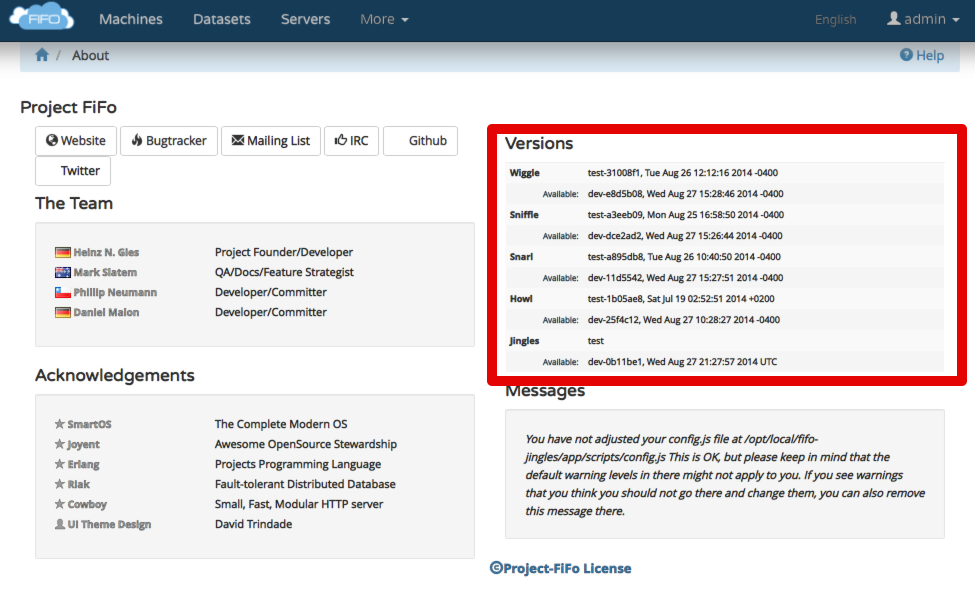 FiFO Machines Datasets Servers More English admin
/ About Help
Project FiFo
Website Bugtracker Mailing List IRC Github
Twitter
The Team
Heinz N. Gies Project Founder/Developer
Mark Slatem QA/Docs/Feature Strategist
Phillip Neumann Developer/Committer
Daniel Malon Developer/Committer
Acknowledgements
SmartOS The Complete Modern OS
Joyent Awesome OpenSource Stewardship
Erlang Projects Programming Language
Riak Fault-tolerant Distributed Database
Cowboy Small, Fast, Modular HTTP server
UI Theme Design David Trindade
Versions
Wiggle test-31008f1, Tue Aug 26 12:12:16 2014 -0400
Available: dev-e8d5b08, Wed Aug 27 15:28:46 2014 -0400
Sniffle test-a3eeb09, Mon Aug 25 16:58:50 2014 -0400
Available: dev-dce2ad2, Wed Aug 27 15:26:44 2014 -0400
Snarl test-a895db8, Tue Aug 26 10:40:50 2014 -0400
Available: dev-11d5542, Wed Aug 27 15:27:51 2014 -0400
Howl test-1b05ae8, Sat Jul 19 02:52:51 2014 +0200
Available: dev-25f4c12, Wed Aug 27 10:28:27 2014 -0400
Jingles test
Available: dev-0b11be1, Wed Aug 27 21:27:57 2014 UTC
Messages
You have not adjusted your config.js file at /opt/local/fifo-
jingles/app/scripts/config.js This is OK, but please keep in mind that the
default warning levels in there might not apply to you. If you see warnings
that you think you should not go there and change them, you can also remove
this message there.
©Project-FiFo License